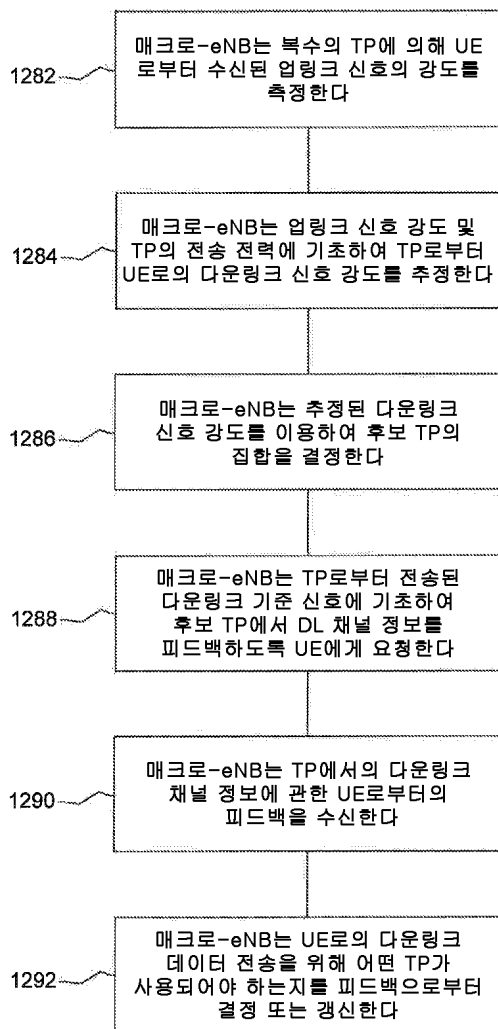 1282
매크로-eNB는 복수의 TP에 의해 UE
로부터 수신된 업링크 신호의 강도를
측정한다
1284
매크로-eNB는 업링크 신호 강도 및
TP의 전송 전력에 기초하여 TP로부터
UE로의 다운링크 신호 강도를 추정한다
1286
매크로-eNB는 추정된 다운링크
신호 강도를 이용하여 후보 TP의
집합을 결정한다
1288
매크로-eNB는 TP로부터 전송된
다운링크 기준 신호에 기초하여
후보 TP에서 DL 채널 정보를
피드백하도록 UE에게 요청한다
1290
매크로-eNB는 TP에서의 다운링크
채널 정보에 관한 UE로부터의
피드백을 수신한다
1292
매크로-eNB는 UE로의 다운링크
데이터 전송을 위해 어떤 TP가
사용되어야 하는지를 피드백으로부터
결정 또는 갱신한다